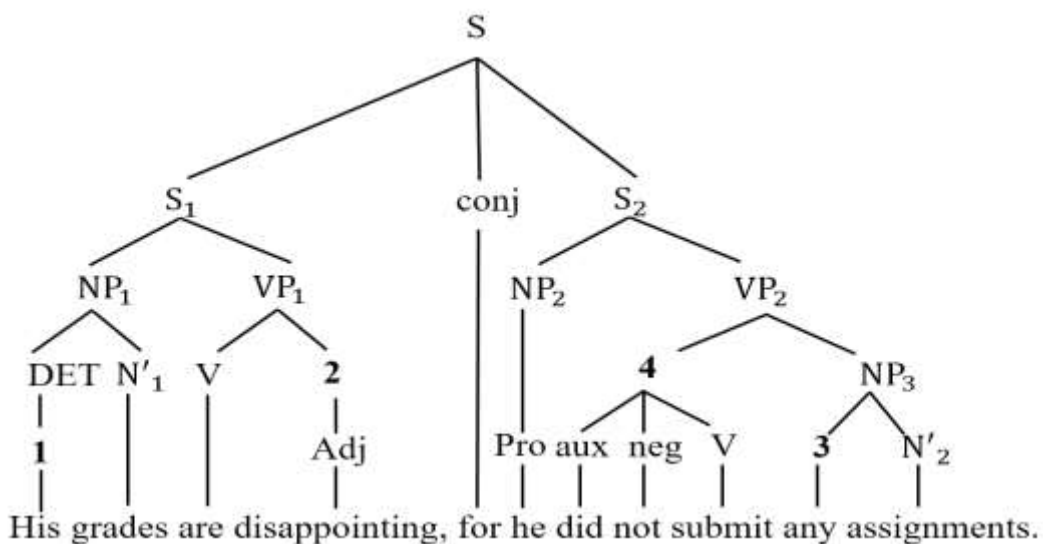 S
S₁ conj S₂
NP₁ VP₁ NP₂ VP₂
DET N′₁ V 2 4 NP₃
1 Adj Pro aux neg V 3 N′₂
His grades are disappointing, for he did not submit any assignments.